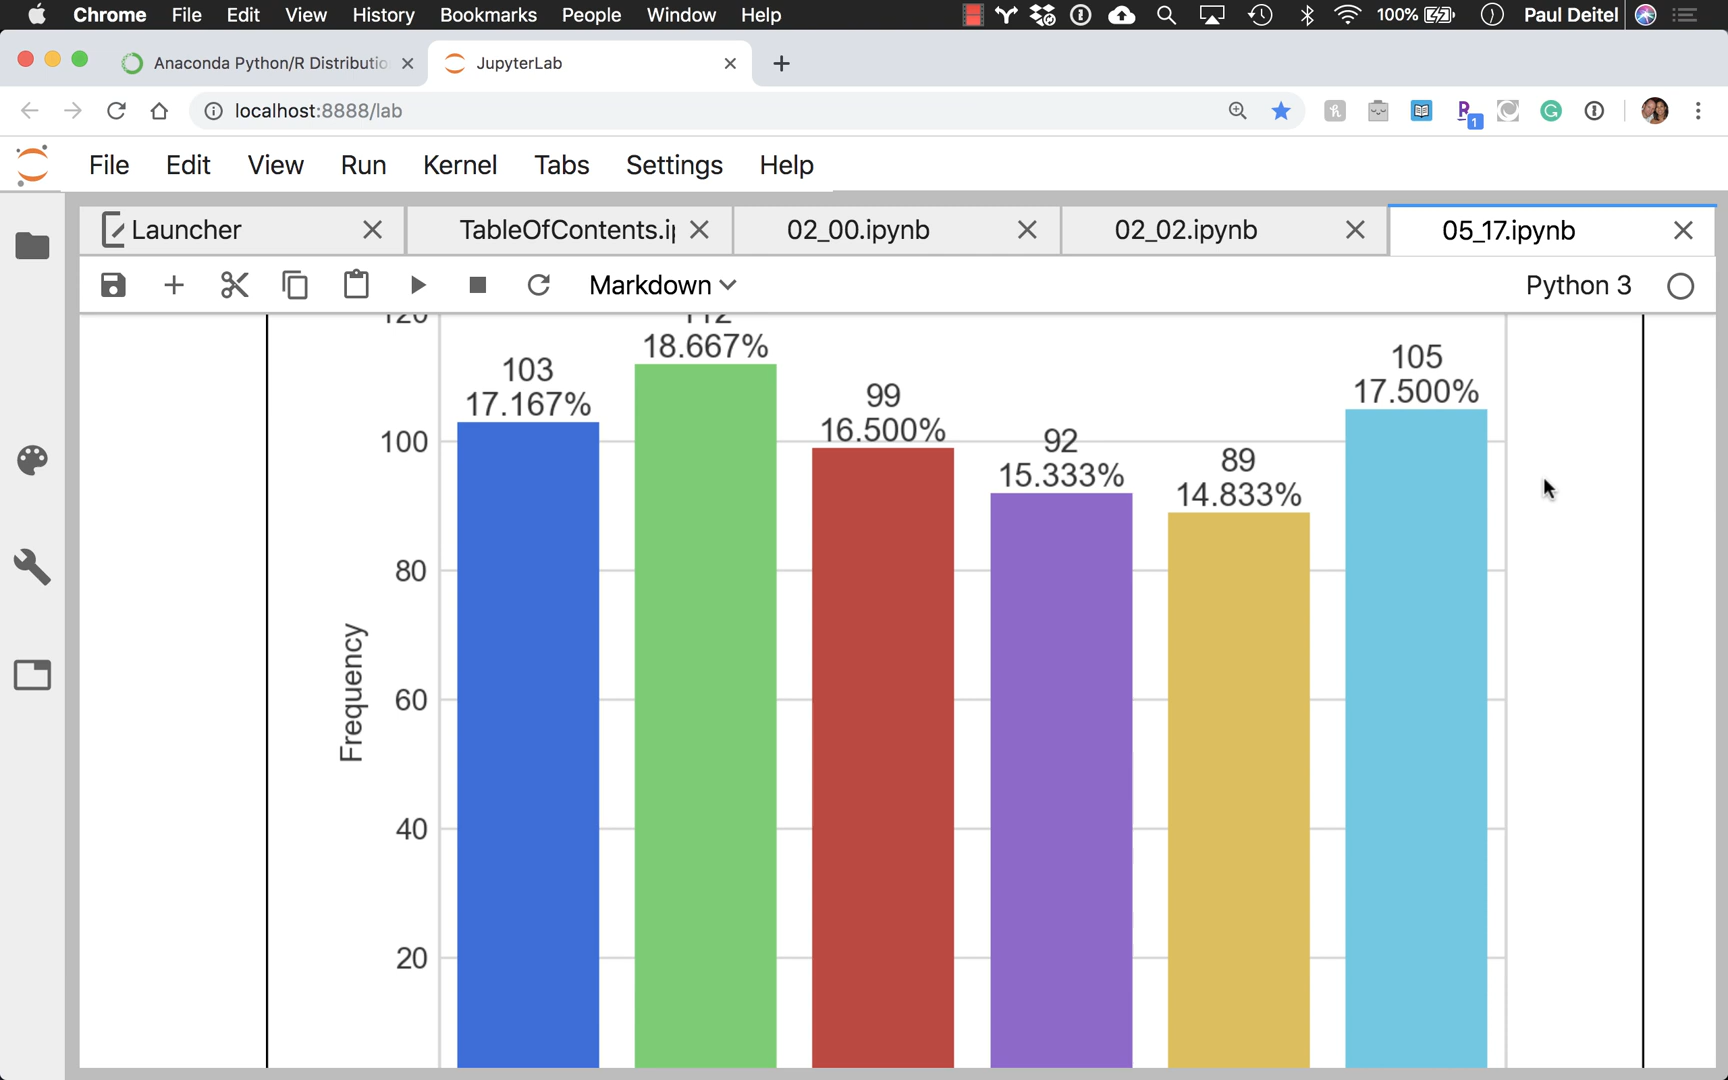 Chrome File Edit View History Bookmarks People Window Help 100% Paul Deitel
Anaconda Python/R Distributio JupyterLab
localhost:8888/lab 1
File Edit View Run Kernel Tabs Settings Help
Launcher TableOfContents.i 02_00.ipynb 02_02.ipynb 05_17.ipynb
Markdown Python 3
120 112
18.667%
103
17.167%
99
16.500%
92
15.333%
89
14.833%
105
17.500%
100
80
60
40
20
Frequency